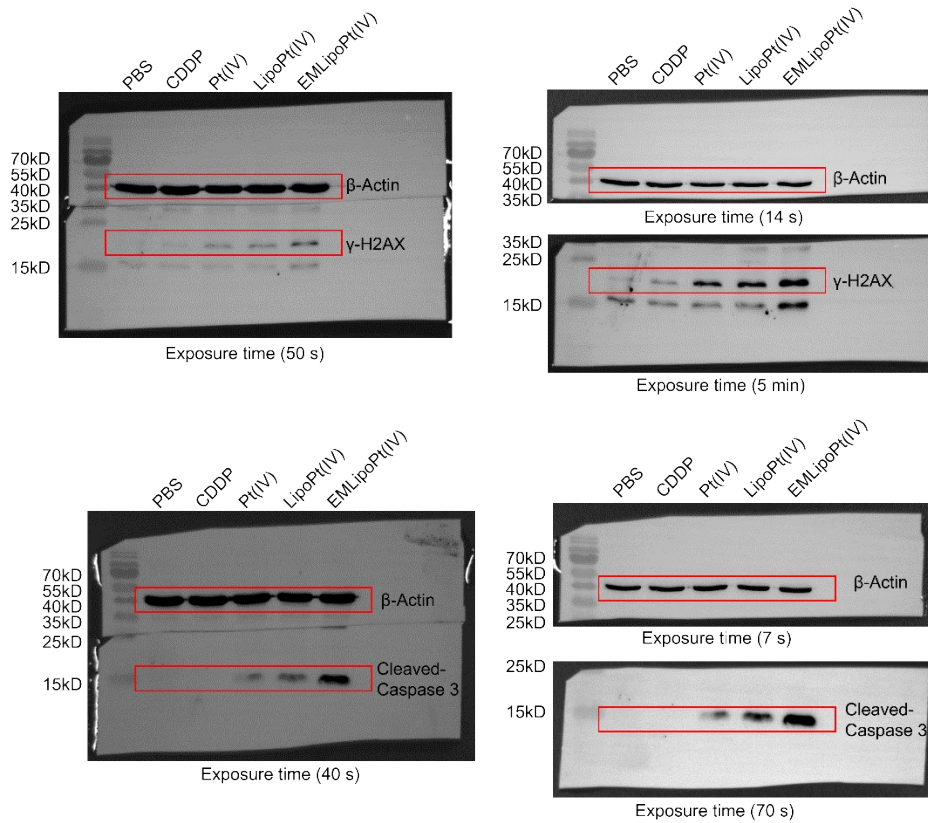 PBS
CDDP
Pt(IV)
LipoPt(IV)
EMLipoPt(IV)
70kD
55kD
40kD
35kD
25kD
15kD
β-Actin
γ-H2AX
Exposure time (50 s)
PBS
CDDP
Pt(IV)
LipoPt(IV)
EMLipoPt(IV)
70kD
55kD
40kD
35kD
β-Actin
Exposure time (14 s)
35kD
25kD
15kD
γ-H2AX
Exposure time (5 min)
PBS
CDDP
Pt(IV)
LipoPt(IV)
EMLipoPt(IV)
70kD
55kD
40kD
35kD
25kD
15kD
β-Actin
Cleaved-
Caspase 3
Exposure time (40 s)
PBS
CDDP
Pt(IV)
LipoPt(IV)
EMLipoPt(IV)
70kD
55kD
40kD
35kD
25kD
β-Actin
Exposure time (7 s)
25kD
15kD
Cleaved-
Caspase 3
Exposure time (70 s)